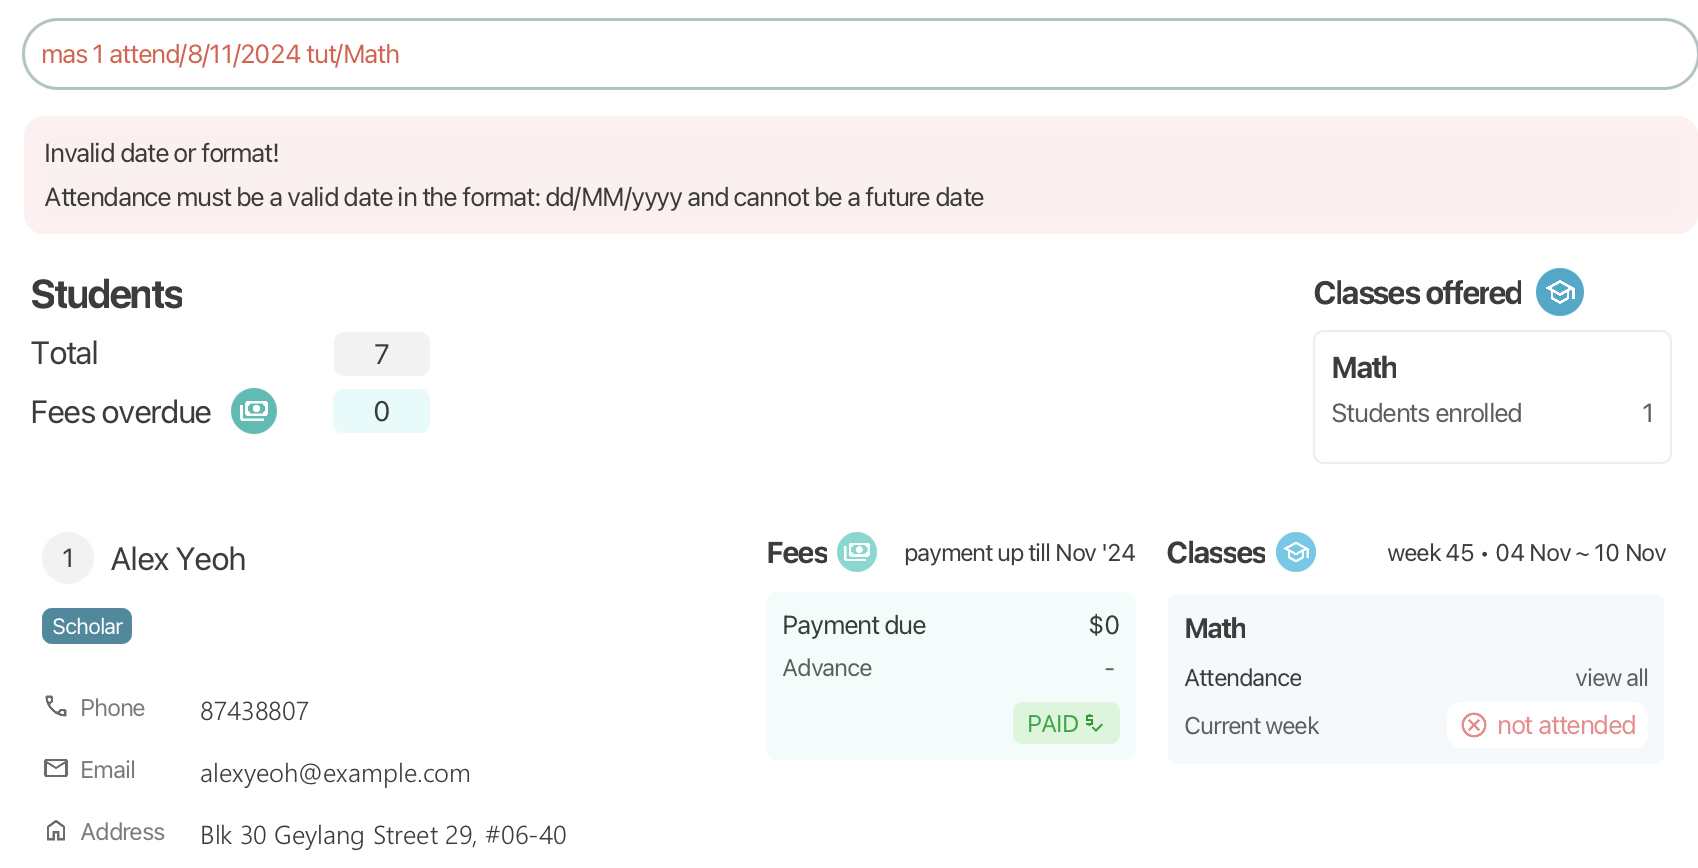 mas 1 attend/8/11/2024 tut/Math
Invalid date or format!
Attendance must be a valid date in the format: dd/MM/yyyy and cannot be a future date
Students
Total 7
Fees overdue 0
Classes offered
Math
Students enrolled 1
1 Alex Yeoh
Scholar
Phone 87438807
Email alexyeoh@example.com
Address Blk 30 Geylang Street 29, #06-40
Fees payment up till Nov '24
Payment due $0
Advance -
PAID
Classes week 45 • 04 Nov ~ 10 Nov
Math
Attendance view all
Current week not attended